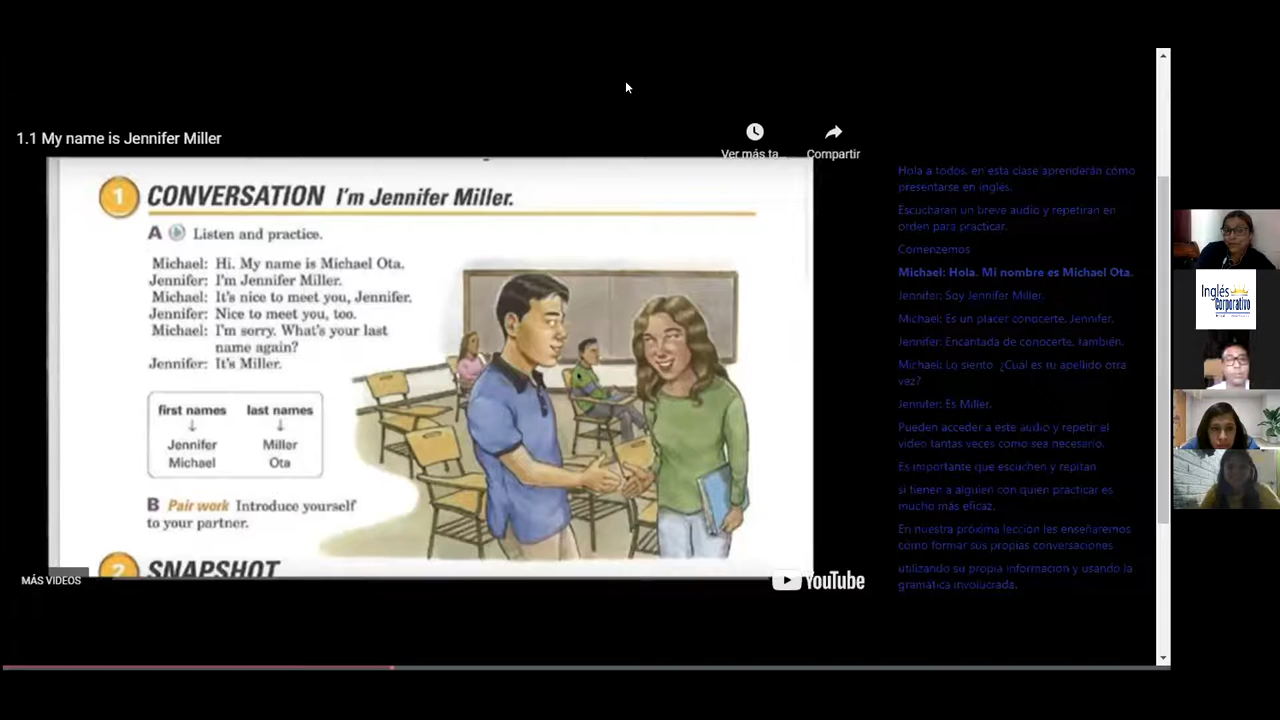 1.1 My name is Jennifer Miller
Ver más ta...
Compartir
1 CONVERSATION I'm Jennifer Miller.
A Listen and practice.
Michael: Hi. My name is Michael Ota.
Jennifer: I'm Jennifer Miller.
Michael: It's nice to meet you, Jennifer.
Jennifer: Nice to meet you, too.
Michael: I'm sorry. What's your last
name again?
Jennifer: It's Miller.
first names last names
↓ ↓
Jennifer Miller
Michael Ota
B Pair work Introduce yourself
to your partner.
2 SNAPSHOT
MÁS VIDEOS
YouTube
Hola a todos, en esta clase aprenderán como
presentarse en inglés.
Escucharan un breve audio y repetiran en
orden para practicar.
Comenzemos
Michael: Hola. Mi nombre es Michael Ota.
Jennifer: Soy Jennifer Miller.
Michael: Es un placer conocerte, Jennifer.
Jennifer: Encantada de conocerte, también.
Michael: Lo siento. ¿Cuál es tu apellido otra
vez?
Jennifer: Es Miller.
Pueden acceder a este audio y repetir el
video tantas veces como sea necesario.
Es importante que escuchen y repitan
si tienen a alguien con quien practicar es
mucho más eficaz.
En nuestra próxima lección les enseñaremos
cómo formar sus propias conversaciones
utilizando su propia información y usando la
gramática involucrada.
Inglés
corporativo